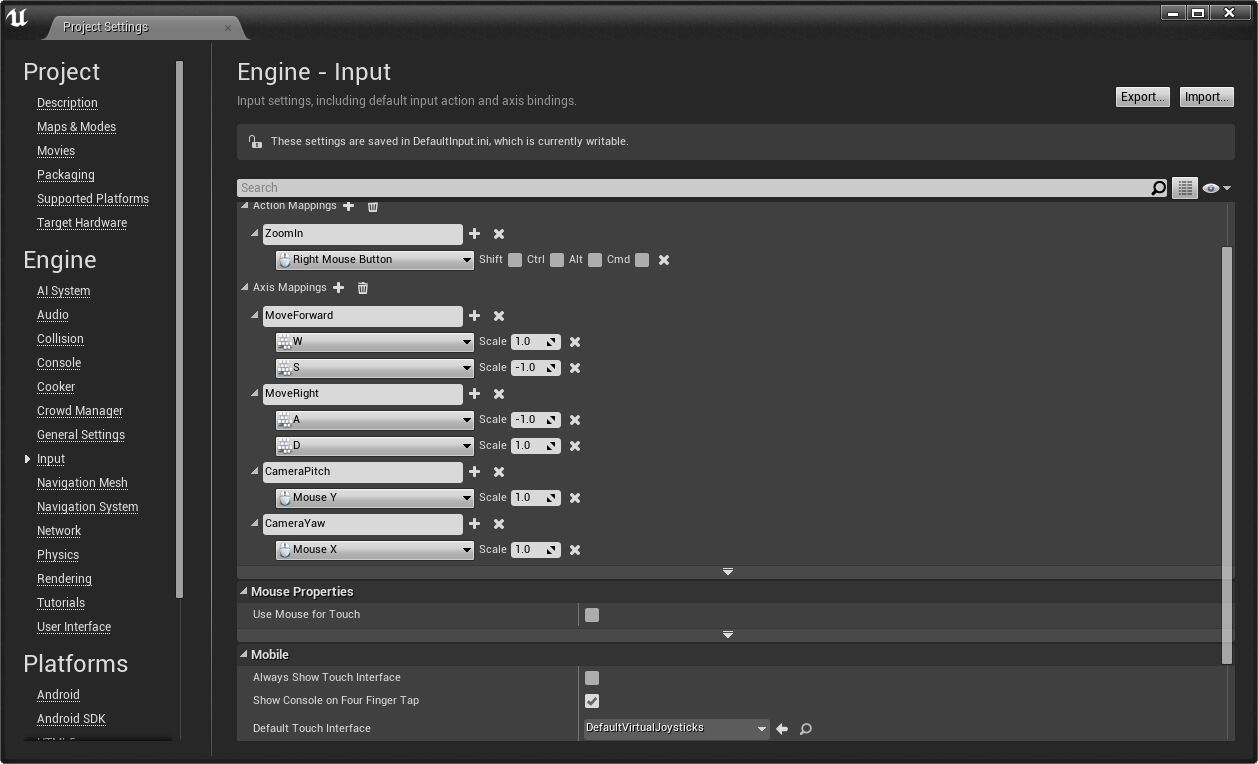 Project Settings
Project
Description
Maps & Modes
Movies
Packaging
Supported Platforms
Target Hardware
Engine
AI System
Audio
Collision
Console
Cooker
Crowd Manager
General Settings
Input
Navigation Mesh
Navigation System
Network
Physics
Rendering
Tutorials
User Interface
Platforms
Android
Android SDK
Engine - Input
Input settings, including default input action and axis bindings.
Export... Import...
These settings are saved in DefaultInput.ini, which is currently writable.
Search
Action Mappings
ZoomIn
Right Mouse Button Shift Ctrl Alt Cmd
Axis Mappings
MoveForward
W Scale 1.0
S Scale -1.0
MoveRight
A Scale -1.0
D Scale 1.0
CameraPitch
Mouse Y Scale 1.0
CameraYaw
Mouse X Scale 1.0
Mouse Properties
Use Mouse for Touch
Mobile
Always Show Touch Interface
Show Console on Four Finger Tap
Default Touch Interface DefaultVirtualJoysticks